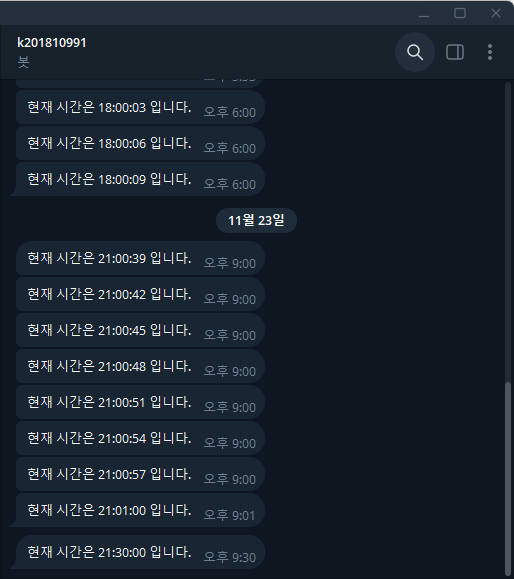 k201810991
봇
현재 시간은 18:00:03 입니다. 오후 6:00
현재 시간은 18:00:06 입니다. 오후 6:00
현재 시간은 18:00:09 입니다. 오후 6:00
11월 23일
현재 시간은 21:00:39 입니다. 오후 9:00
현재 시간은 21:00:42 입니다. 오후 9:00
현재 시간은 21:00:45 입니다. 오후 9:00
현재 시간은 21:00:48 입니다. 오후 9:00
현재 시간은 21:00:51 입니다. 오후 9:00
현재 시간은 21:00:54 입니다. 오후 9:00
현재 시간은 21:00:57 입니다. 오후 9:00
현재 시간은 21:01:00 입니다. 오후 9:01
현재 시간은 21:30:00 입니다. 오후 9:30